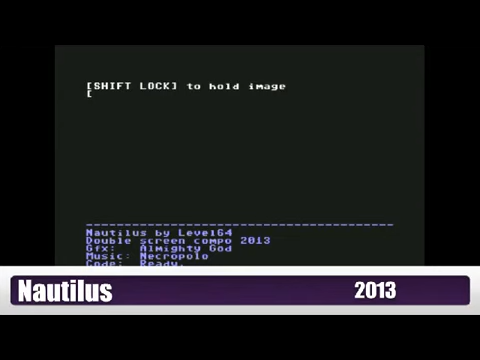 [SHIFT LOCK] to hold image
[
Nautilus by Level64
Double screen compo 2013
Gfx: Almighty God
Music: Necropolo
Code: Ready.
Nautilus
2013